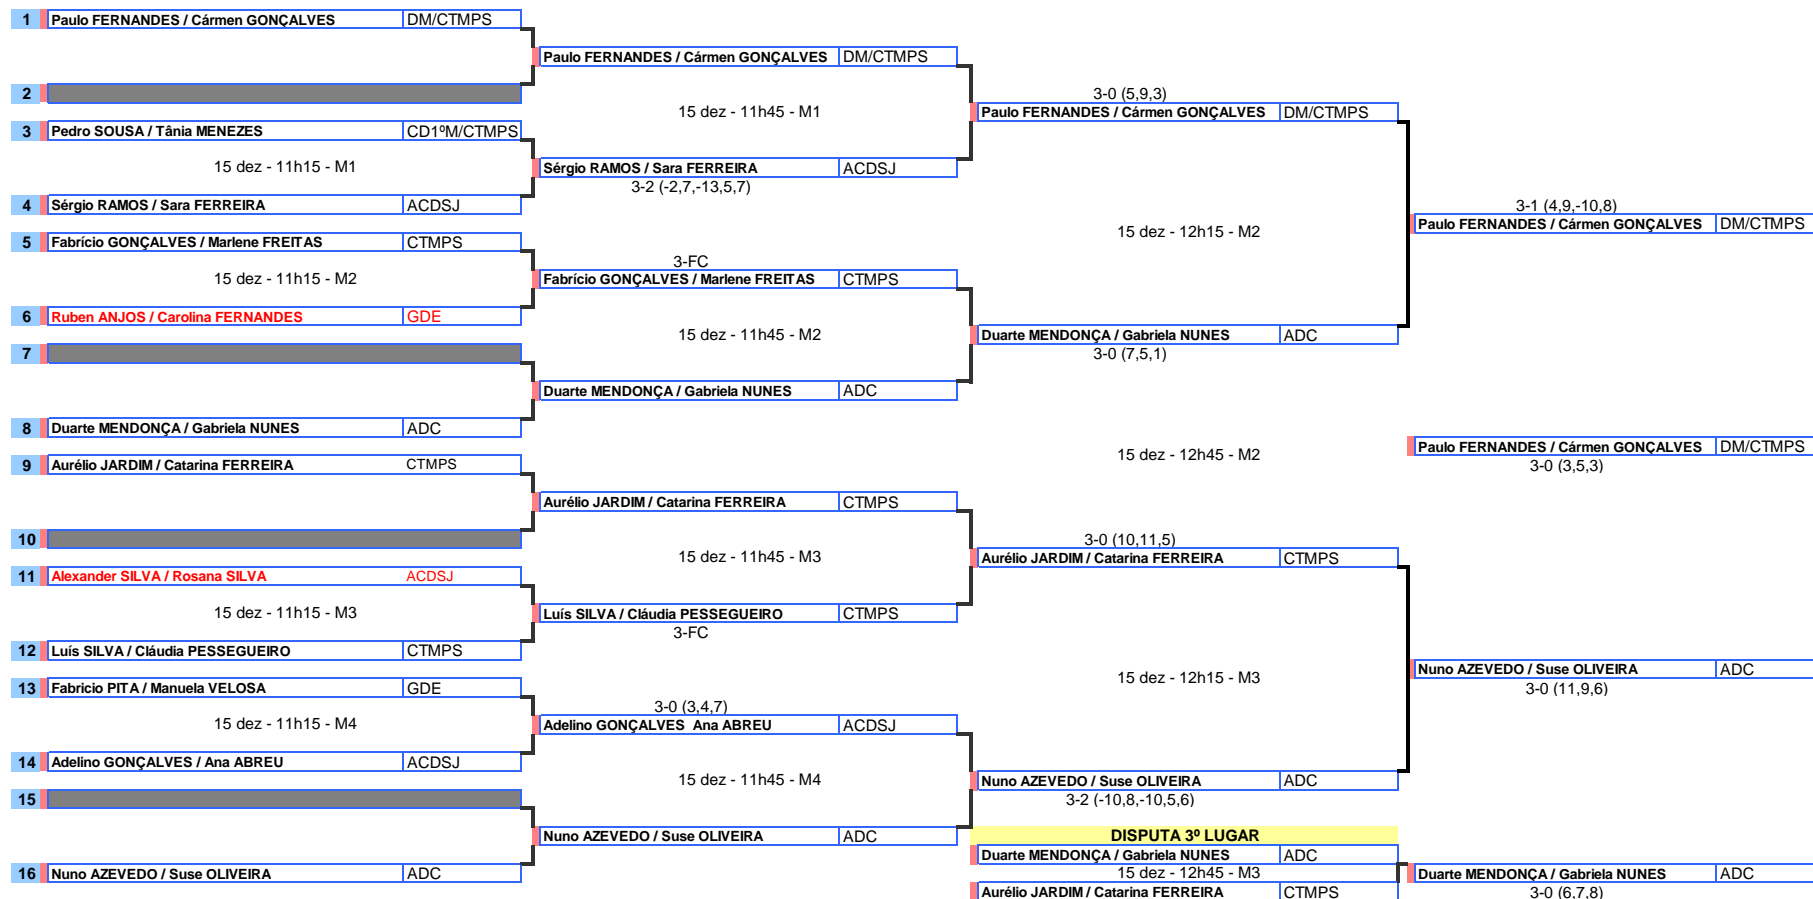 1 Paulo FERNANDES / Cármen GONÇALVES DM/CTMPS
Paulo FERNANDES / Cármen GONÇALVES DM/CTMPS
2
3-0 (5,9,3)
15 dez - 11h45 - M1
Paulo FERNANDES / Cármen GONÇALVES DM/CTMPS
3 Pedro SOUSA / Tânia MENEZES CD1ºM/CTMPS
15 dez - 11h15 - M1
Sérgio RAMOS / Sara FERREIRA ACDSJ
3-2 (-2,7,-13,5,7)
4 Sérgio RAMOS / Sara FERREIRA ACDSJ
3-1 (4,9,-10,8)
Paulo FERNANDES / Cármen GONÇALVES DM/CTMPS
15 dez - 12h15 - M2
5 Fabrício GONÇALVES / Marlene FREITAS CTMPS
3-FC
15 dez - 11h15 - M2
Fabrício GONÇALVES / Marlene FREITAS CTMPS
6 Ruben ANJOS / Carolina FERNANDES GDE
15 dez - 11h45 - M2
Duarte MENDONÇA / Gabriela NUNES ADC
3-0 (7,5,1)
7
Duarte MENDONÇA / Gabriela NUNES ADC
8 Duarte MENDONÇA / Gabriela NUNES ADC
Paulo FERNANDES / Cármen GONÇALVES DM/CTMPS
15 dez - 12h45 - M2
3-0 (3,5,3)
9 Aurélio JARDIM / Catarina FERREIRA CTMPS
Aurélio JARDIM / Catarina FERREIRA CTMPS
10
3-0 (10,11,5)
15 dez - 11h45 - M3
Aurélio JARDIM / Catarina FERREIRA CTMPS
11 Alexander SILVA / Rosana SILVA ACDSJ
15 dez - 11h15 - M3
Luís SILVA / Cláudia PESSEGUEIRO CTMPS
3-FC
12 Luís SILVA / Cláudia PESSEGUEIRO CTMPS
Nuno AZEVEDO / Suse OLIVEIRA ADC
15 dez - 12h15 - M3
3-0 (11,9,6)
13 Fabricio PITA / Manuela VELOSA GDE
3-0 (3,4,7)
15 dez - 11h15 - M4
Adelino GONÇALVES Ana ABREU ACDSJ
14 Adelino GONÇALVES / Ana ABREU ACDSJ
15 dez - 11h45 - M4
Nuno AZEVEDO / Suse OLIVEIRA ADC
3-2 (-10,8,-10,5,6)
15
Nuno AZEVEDO / Suse OLIVEIRA ADC
DISPUTA 3º LUGAR
Duarte MENDONÇA / Gabriela NUNES ADC
16 Nuno AZEVEDO / Suse OLIVEIRA ADC
15 dez - 12h45 - M3
Duarte MENDONÇA / Gabriela NUNES ADC
Aurélio JARDIM / Catarina FERREIRA CTMPS
3-0 (6,7,8)